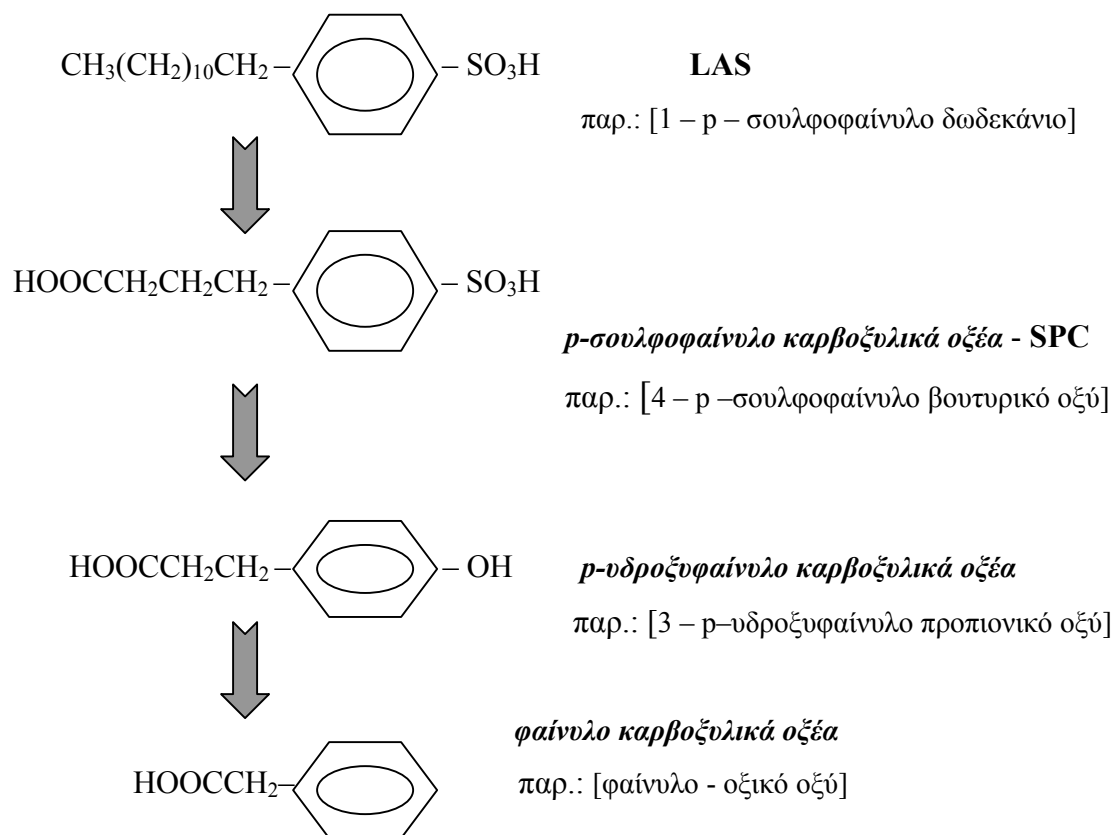 CH₃(CH₂)₁₀CH₂ – – SO₃H LAS
παρ.: [1 – p – σουλφοφαίνυλο δωδεκάνιο]
HOOCCH₂CH₂CH₂ – – SO₃H
p-σουλφοφαίνυλο καρβοξυλικά οξέα - SPC
παρ.: [4 – p –σουλφοφαίνυλο βουτυρικό οξύ]
HOOCCH₂CH₂ – – OH p-υδροξυφαίνυλο καρβοξυλικά οξέα
παρ.: [3 – p–υδροξυφαίνυλο προπιονικό οξύ]
φαίνυλο καρβοξυλικά οξέα
HOOCCH₂– παρ.: [φαίνυλο - οξικό οξύ]